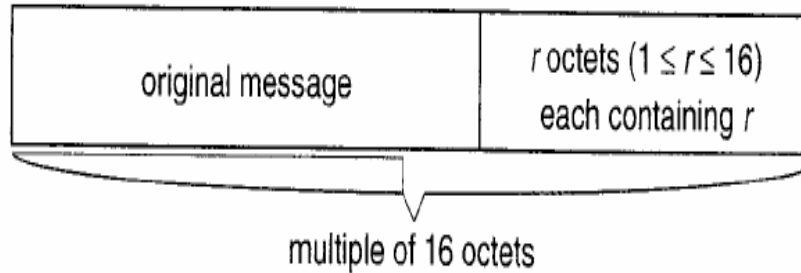 original message
r octets (1 ≤ r ≤ 16)
each containing r
multiple of 16 octets